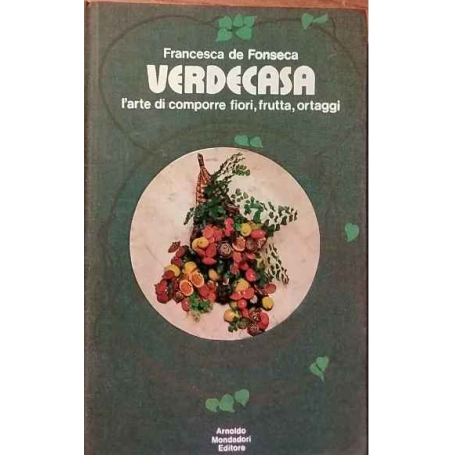 Francesca de Fonseca
VERDECASA
l'arte di comporre fiori, frutta, ortaggi
Arnoldo
Mondadori
Editore